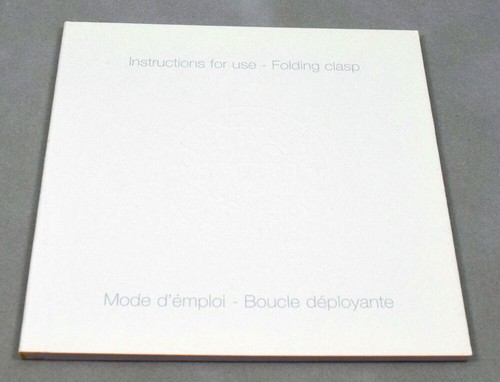 Instructions for use - Folding clasp
Mode d'émploi - Boucle déployante